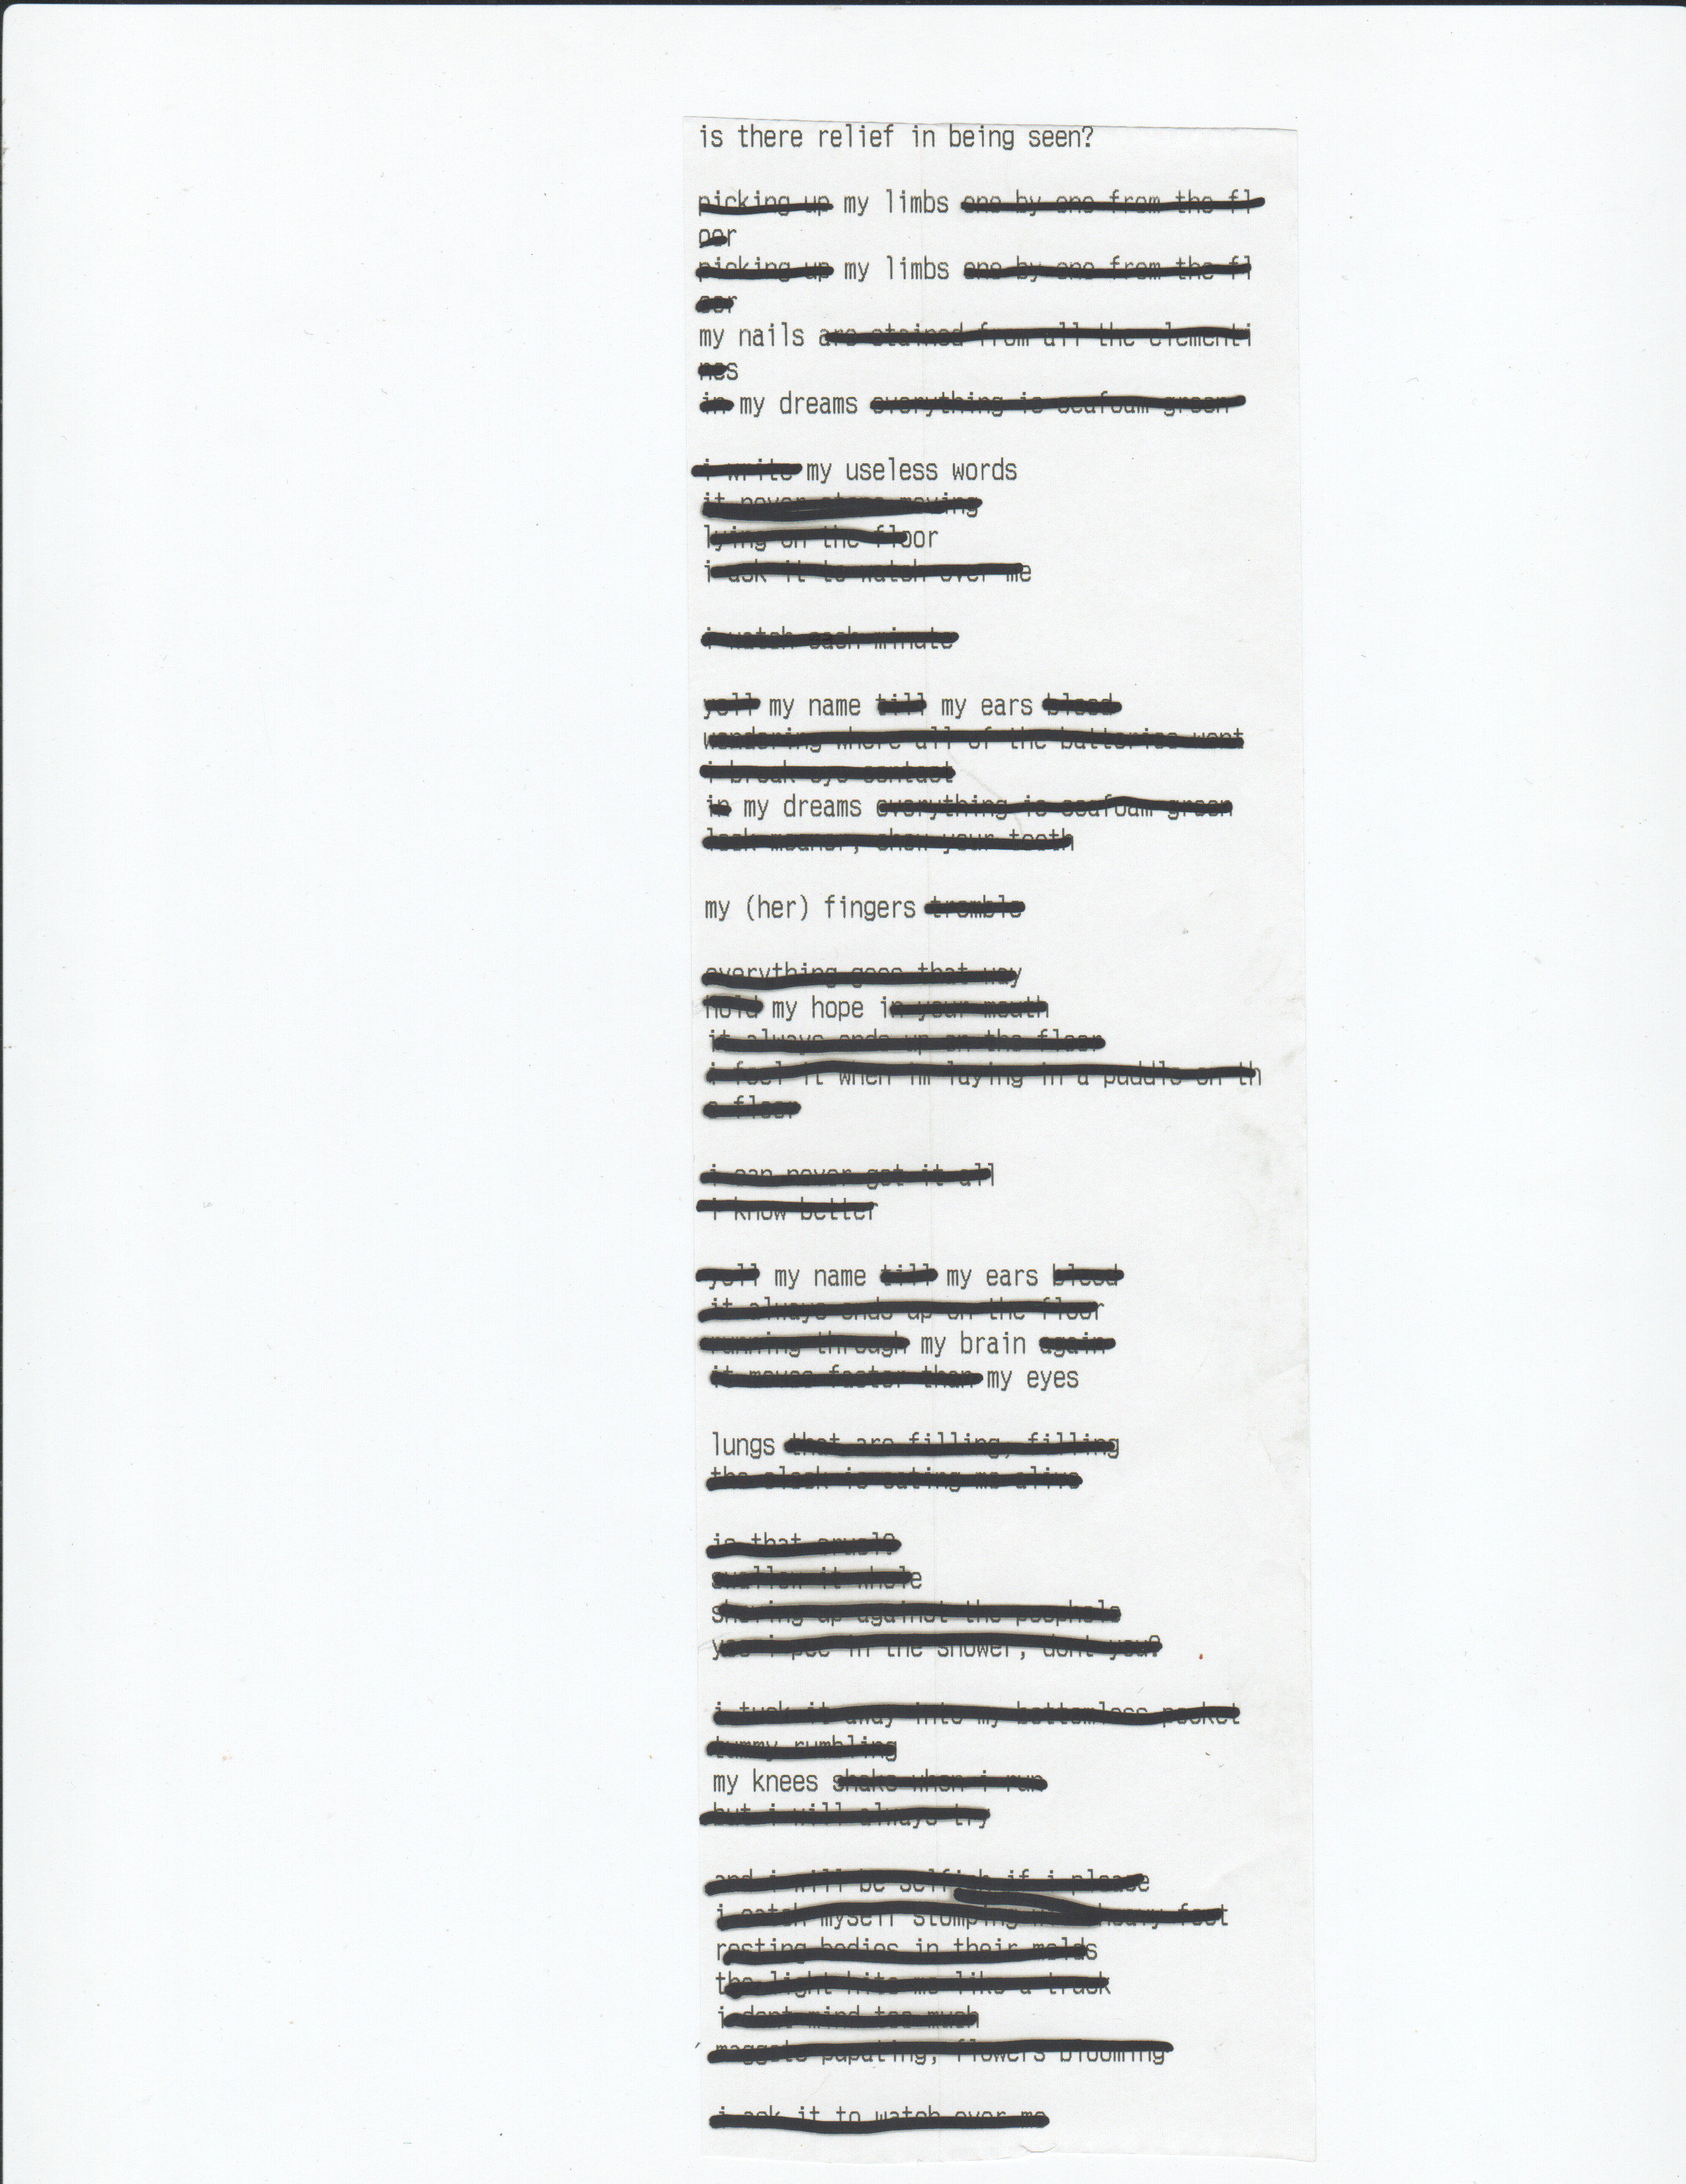 is there relief in being seen?
picking up my limbs one by one from the fl
oor
picking up my limbs one by one from the fl
oor
my nails are stained from all the clementi
nes
in my dreams everything is seafoam green
i write my useless words
it never stops moving
lying on the floor
i ask it to watch over me
i watch each minute
yell my name till my ears bleed
wondering where all of the batteries went
i break eye contact
in my dreams everything is seafoam green
look meaner, show your teeth
my (her) fingers tremble
everything goes that way
hold my hope in your mouth
it always ends up on the floor
i feel it when im laying in a puddle on th
e floor
i can never get it all
i know better
yell my name till my ears bleed
it always ends up on the floor
running through my brain again
it moves faster than my eyes
lungs that are filling, filling
the clock is eating me alive
is that cruel?
swallow it whole
shoving up against the peephole
yes i pee in the shower, dont you?
i tuck it away into my bottomless pocket
tummy rumbling
my knees shake when i run
but i will always try
and i will be selfish if i please
i catch myself stomping with heavy feet
resting bodies in their molds
the light hits me like a truck
i dont mind too much
maggots pupating, flowers blooming
i ask it to watch over me